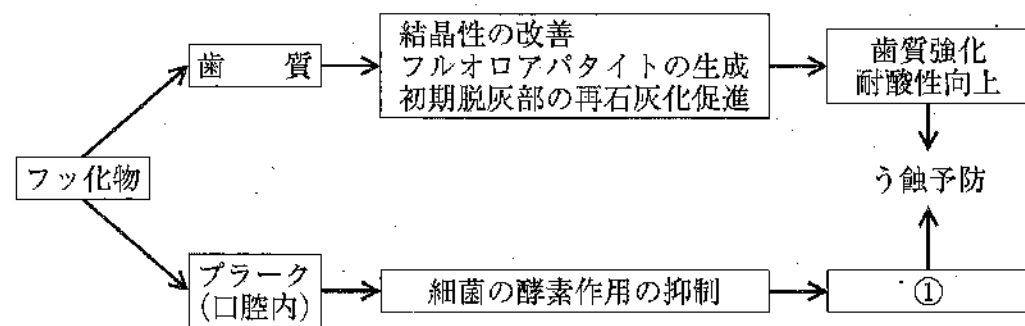 結晶性の改善
フルオロアパタイトの生成
初期脱灰部の再石灰化促進
歯 質
歯質強化
耐酸性向上
フッ化物
う蝕予防
プラーク
(口腔内)
細菌の酵素作用の抑制
①